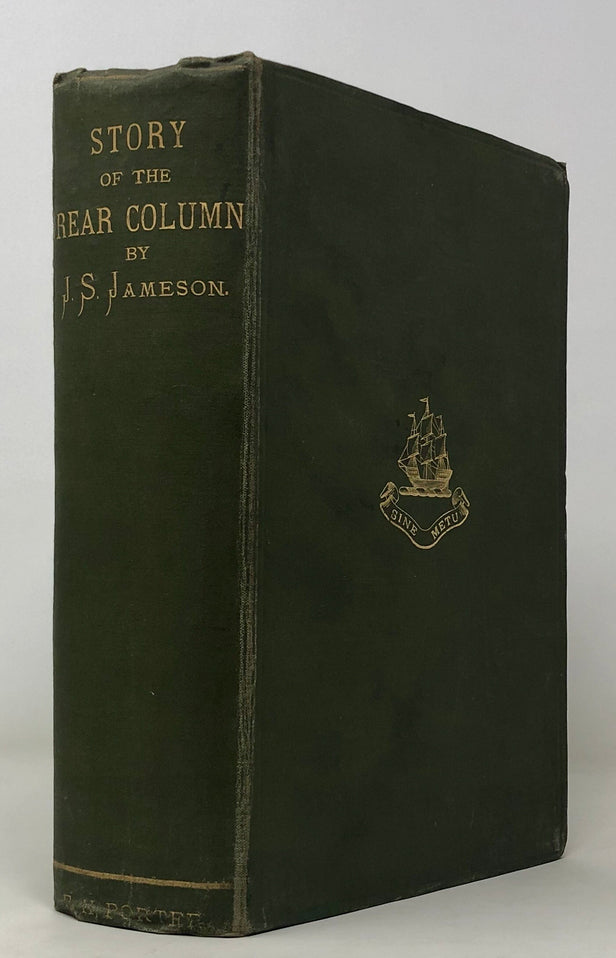 STORY
OF THE
REAR COLUMN
BY
J. S. JAMESON.
R. H. PORTER
SINE METU